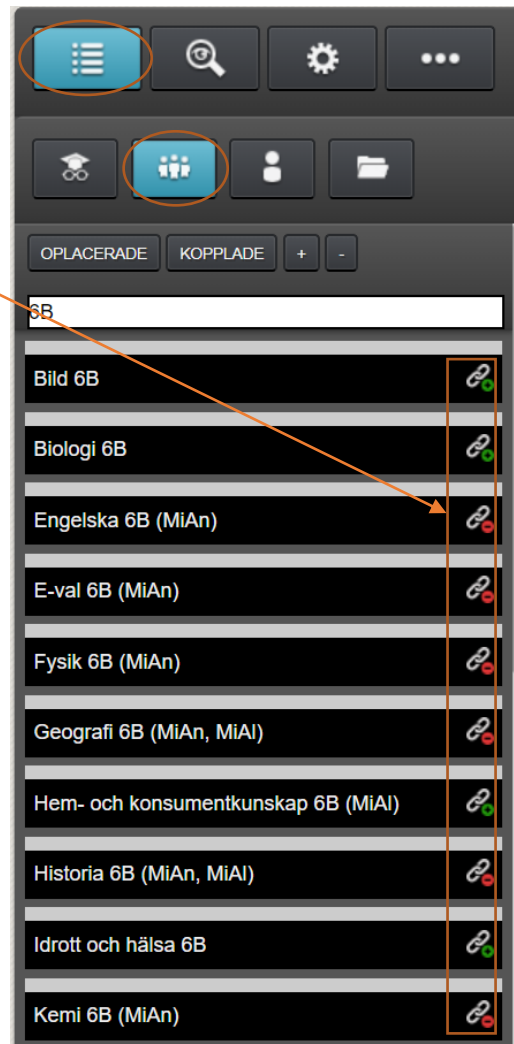 OPLACERADE KOPPLADE + -
6B
Bild 6B
Biologi 6B
Engelska 6B (MiAn)
E-val 6B (MiAn)
Fysik 6B (MiAn)
Geografi 6B (MiAn, MiAl)
Hem- och konsumentkunskap 6B (MiAl)
Historia 6B (MiAn, MiAl)
Idrott och hälsa 6B
Kemi 6B (MiAn)